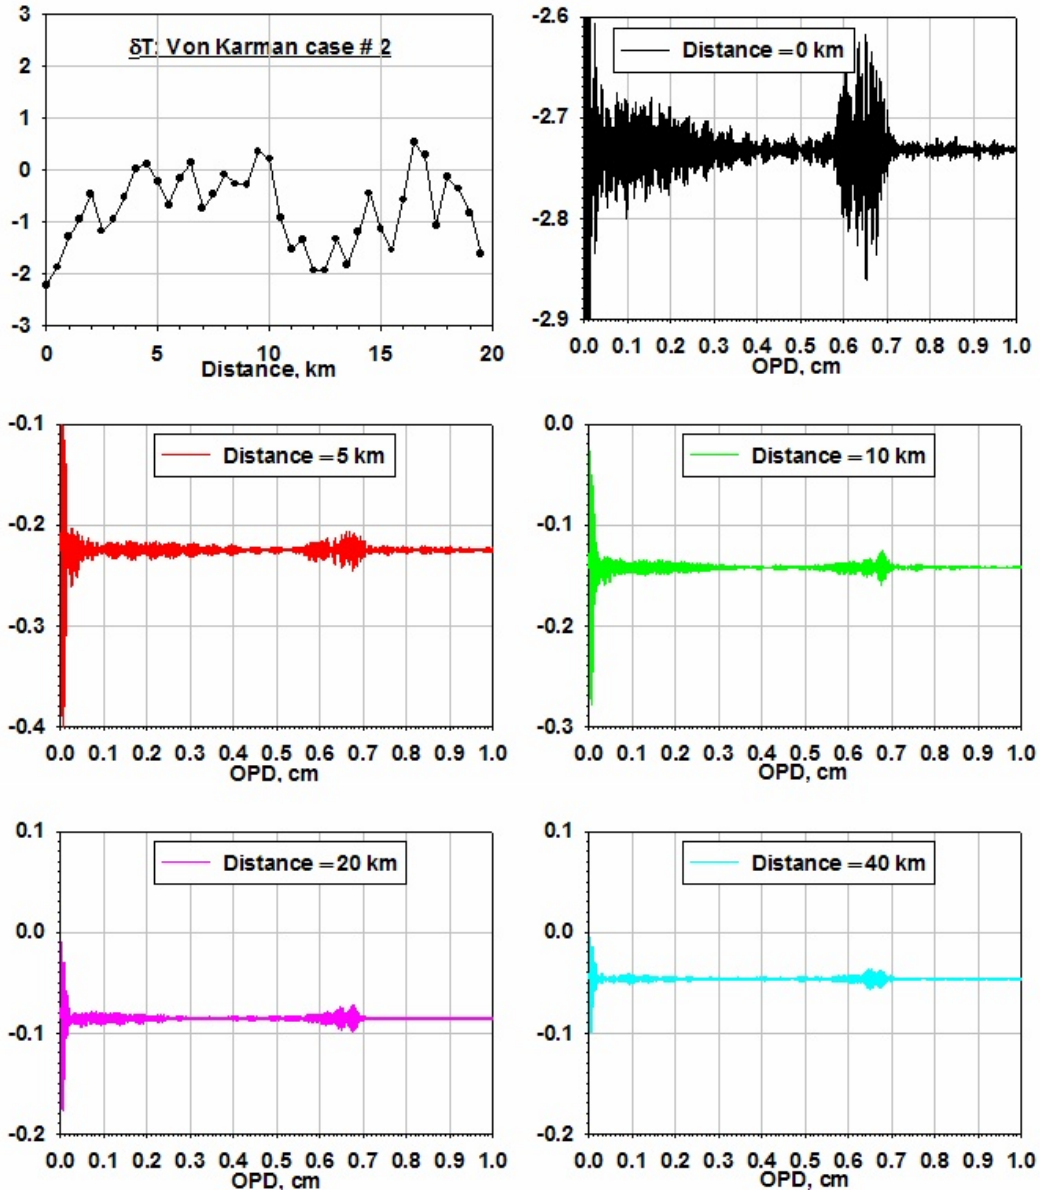 3
2
1
0
-1
-2
-3
δT: Von Karman case # 2
0 5 10 15 20
Distance, km
-2.6
-2.7
-2.8
-2.9
Distance = 0 km
0.0 0.1 0.2 0.3 0.4 0.5 0.6 0.7 0.8 0.9 1.0
OPD, cm
-0.1
-0.2
-0.3
-0.4
Distance = 5 km
0.0 0.1 0.2 0.3 0.4 0.5 0.6 0.7 0.8 0.9 1.0
OPD, cm
0.0
-0.1
-0.2
-0.3
Distance = 10 km
0.0 0.1 0.2 0.3 0.4 0.5 0.6 0.7 0.8 0.9 1.0
OPD, cm
0.1
0.0
-0.1
-0.2
Distance = 20 km
0.0 0.1 0.2 0.3 0.4 0.5 0.6 0.7 0.8 0.9 1.0
OPD, cm
0.1
0.0
-0.1
-0.2
Distance = 40 km
0.0 0.1 0.2 0.3 0.4 0.5 0.6 0.7 0.8 0.9 1.0
OPD, cm